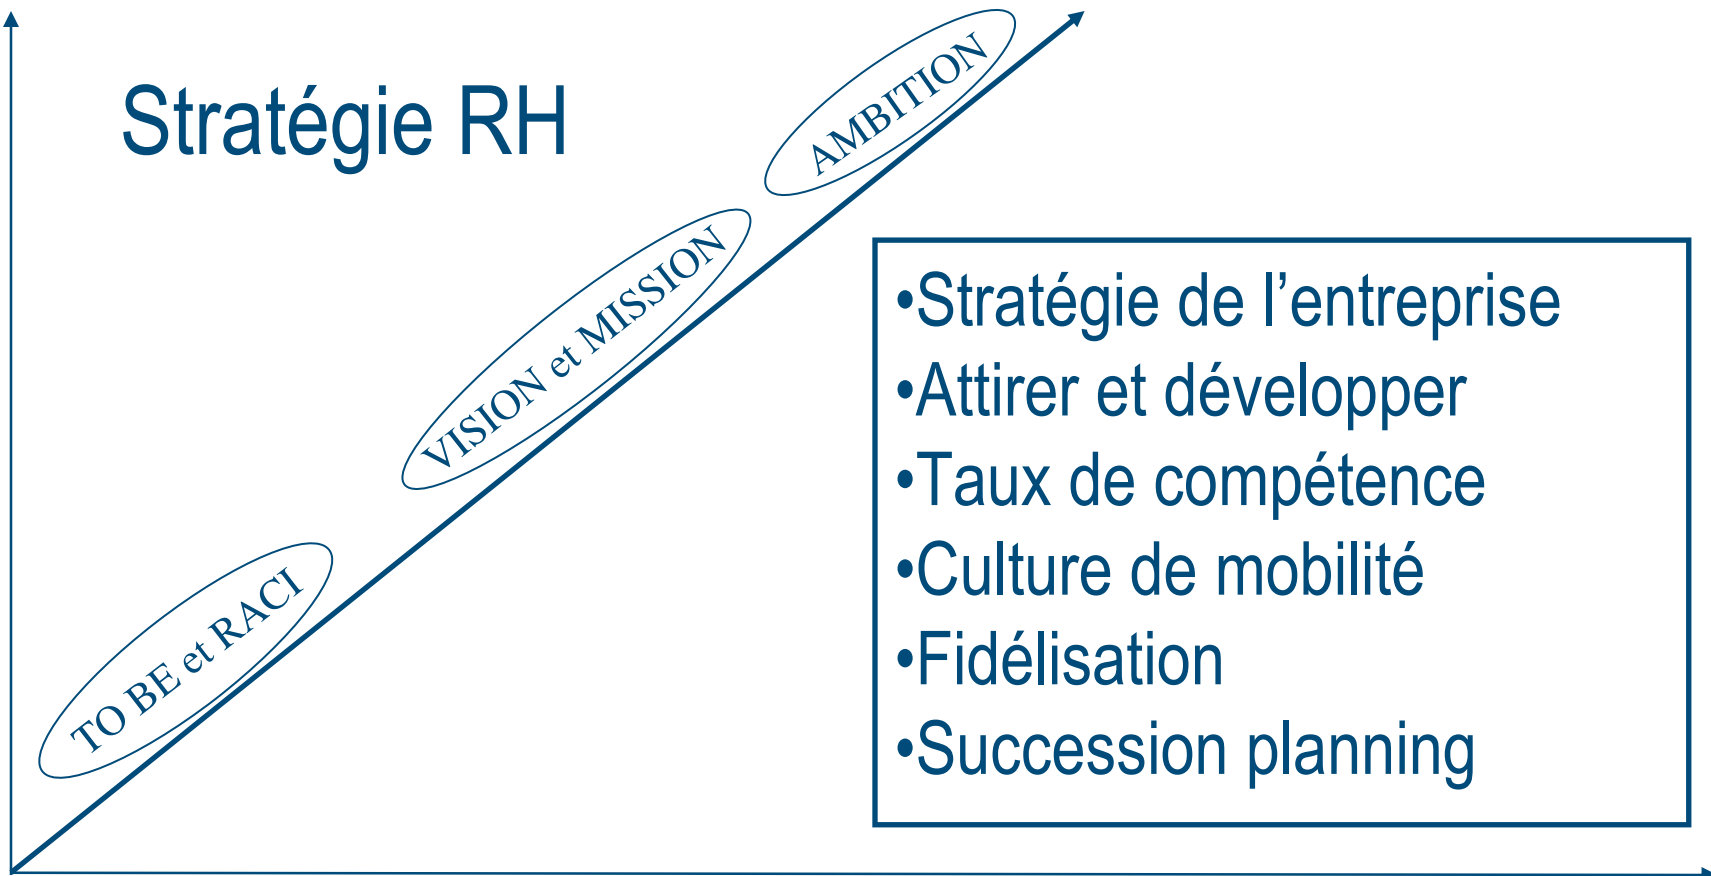 Stratégie RH
AMBITION
VISION et MISSION
TO BE et RACI
•Stratégie de l’entreprise
•Attirer et développer
•Taux de compétence
•Culture de mobilité
•Fidélisation
•Succession planning